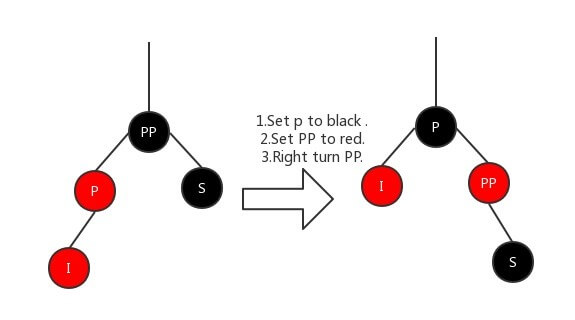 PP
P
S
I
1.Set p to black .
2.Set PP to red.
3.Right turn PP.
P
I
PP
S